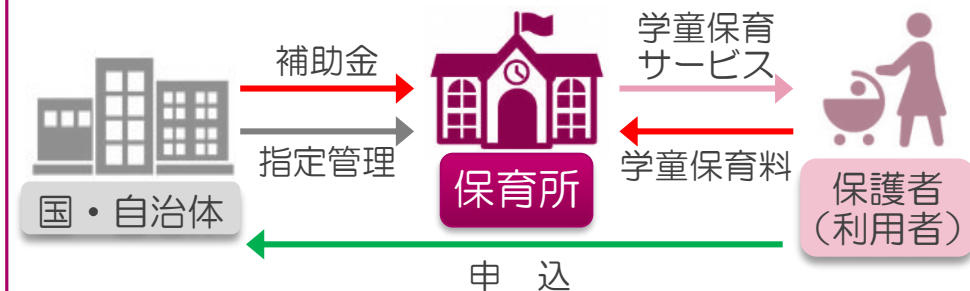 補助金
指定管理
国・自治体
保育所
学童保育
サービス
学童保育料
保護者
（利用者）
申　込